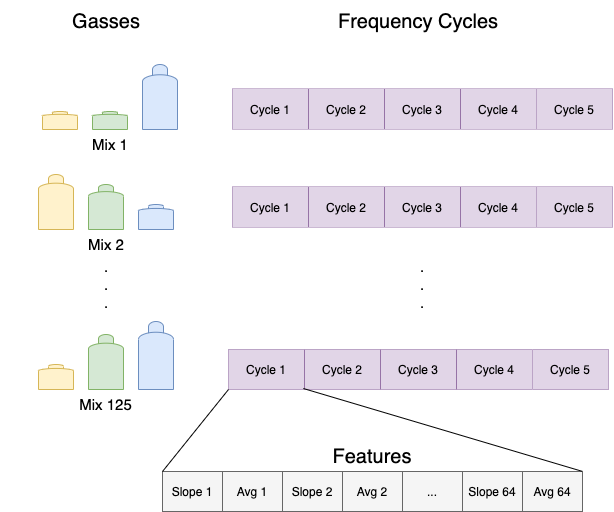 Gasses
Frequency Cycles
Cycle 1 Cycle 2 Cycle 3 Cycle 4 Cycle 5
Mix 1
Cycle 1 Cycle 2 Cycle 3 Cycle 4 Cycle 5
Mix 2
. .
. .
. .
Cycle 1 Cycle 2 Cycle 3 Cycle 4 Cycle 5
Mix 125
Features
Slope 1 Avg 1 Slope 2 Avg 2 ... Slope 64 Avg 64